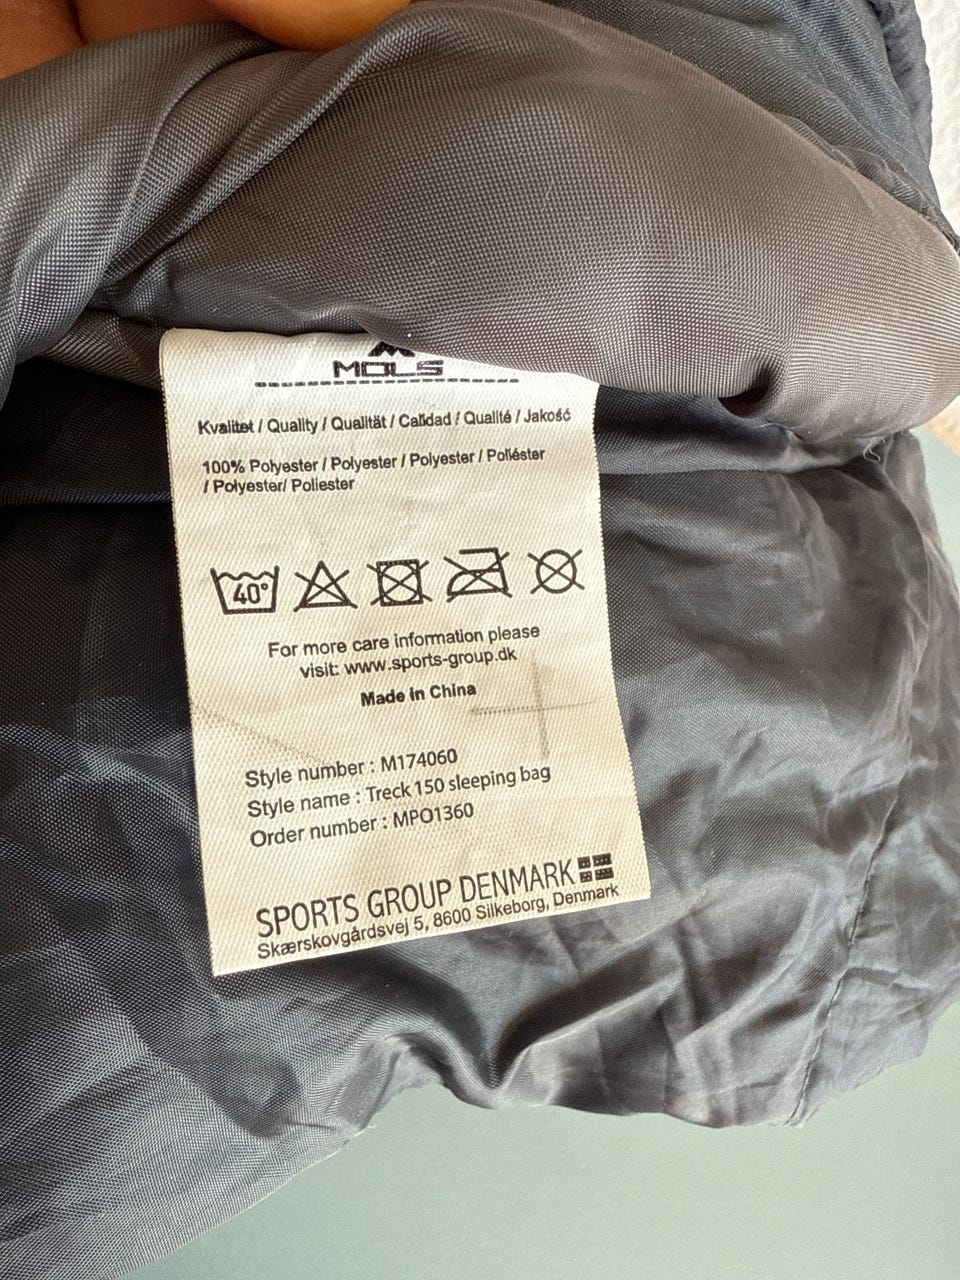 MOLS
Kvalitet / Quality / Qualität / Calidad / Qualité / Jakość
100% Polyester / Polyester / Polyester / Poliéster
/ Polyester/ Poliester
40°
For more care information please
visit: www.sports-group.dk
Made in China
Style number : M174060
Style name : Treck 150 sleeping bag
Order number : MPO1360
SPORTS GROUP DENMARK
Skærskovgårdsvej 5, 8600 Silkeborg, Denmark